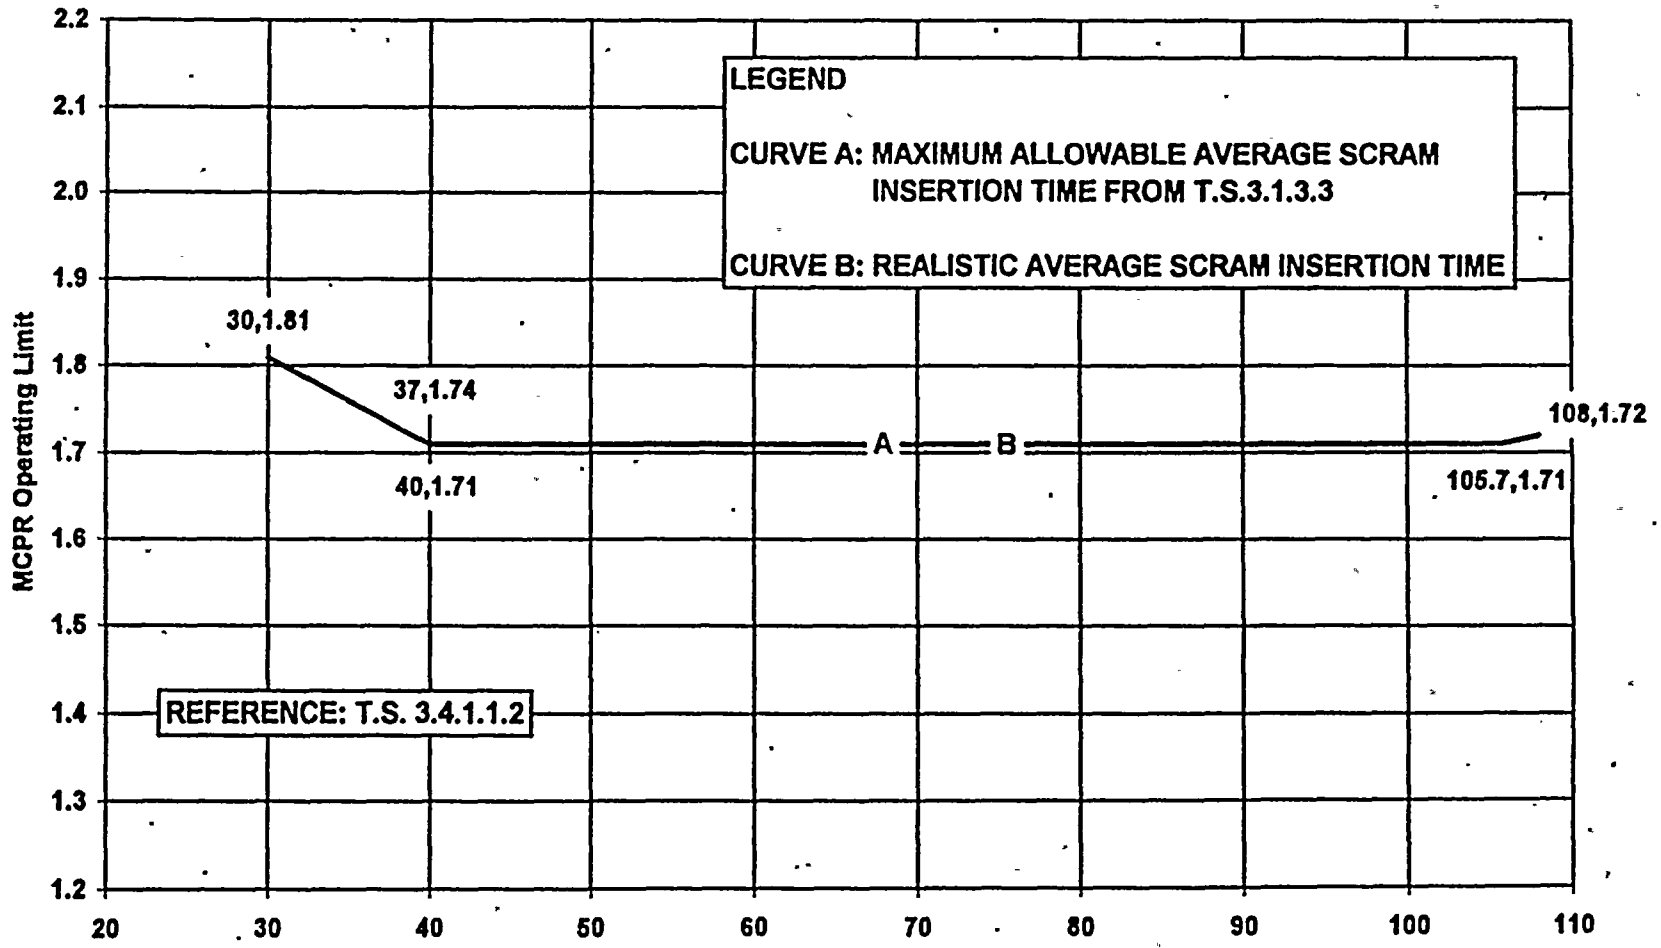 2.2
2.1
2.0
1.9
1.8
1.7
1.6
1.5
1.4
1.3
1.2
MCPR Operating Limit
LEGEND
CURVE A: MAXIMUM ALLOWABLE AVERAGE SCRAM
INSERTION TIME FROM T.S.3.1.3.3
CURVE B: REALISTIC AVERAGE SCRAM INSERTION TIME
30,1.81
37,1.74
40,1.71
A
B
108,1.72
105.7,1.71
REFERENCE: T.S. 3.4.1.1.2
20 30 40 50 60 70 80 90 100 110